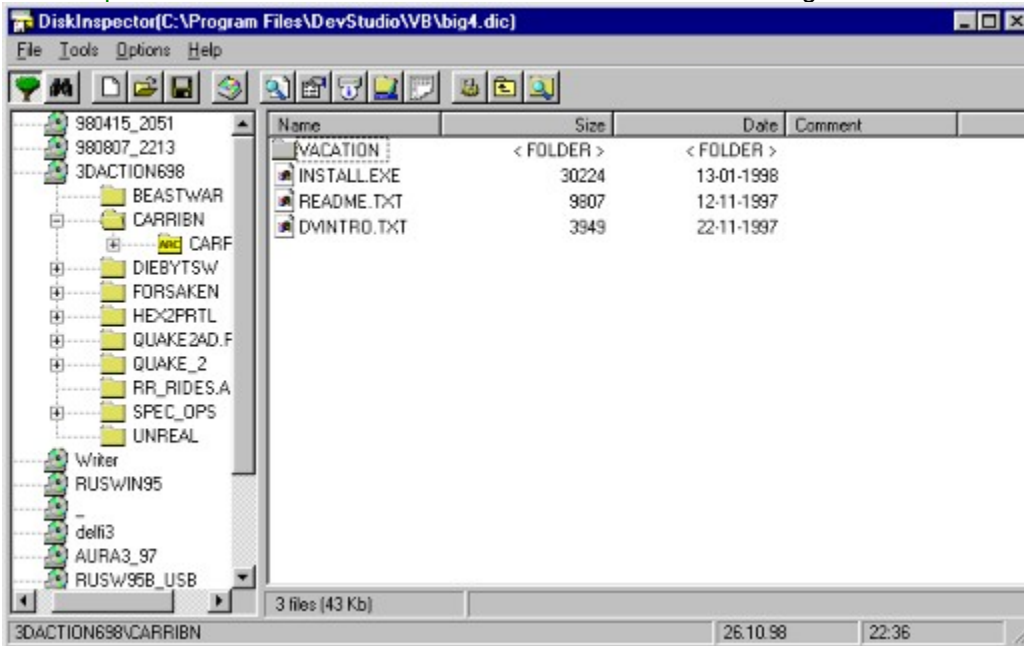 DiskInspector(C:\Program Files\DevStudio\VB\big4.dic)
File Tools Options Help
980415_2051
980807_2213
3DACTION698
BEASTWAR
CARRIBN
ARC CARF
DIEBYTSW
FORSAKEN
HEX2PRTL
QUAKE2AD.F
QUAKE_2
RR_RIDES.A
SPEC_OPS
UNREAL
Writer
RUSWIN95
_
delfi3
AURA3_97
RUSW95B_USB
Name Size Date Comment
VACATION < FOLDER > < FOLDER >
INSTALL.EXE 30224 13-01-1998
README.TXT 9807 12-11-1997
DVINTRO.TXT 3949 22-11-1997
3 files (43 Kb)
3DACTION698\CARRIBN 26.10.98 22:36